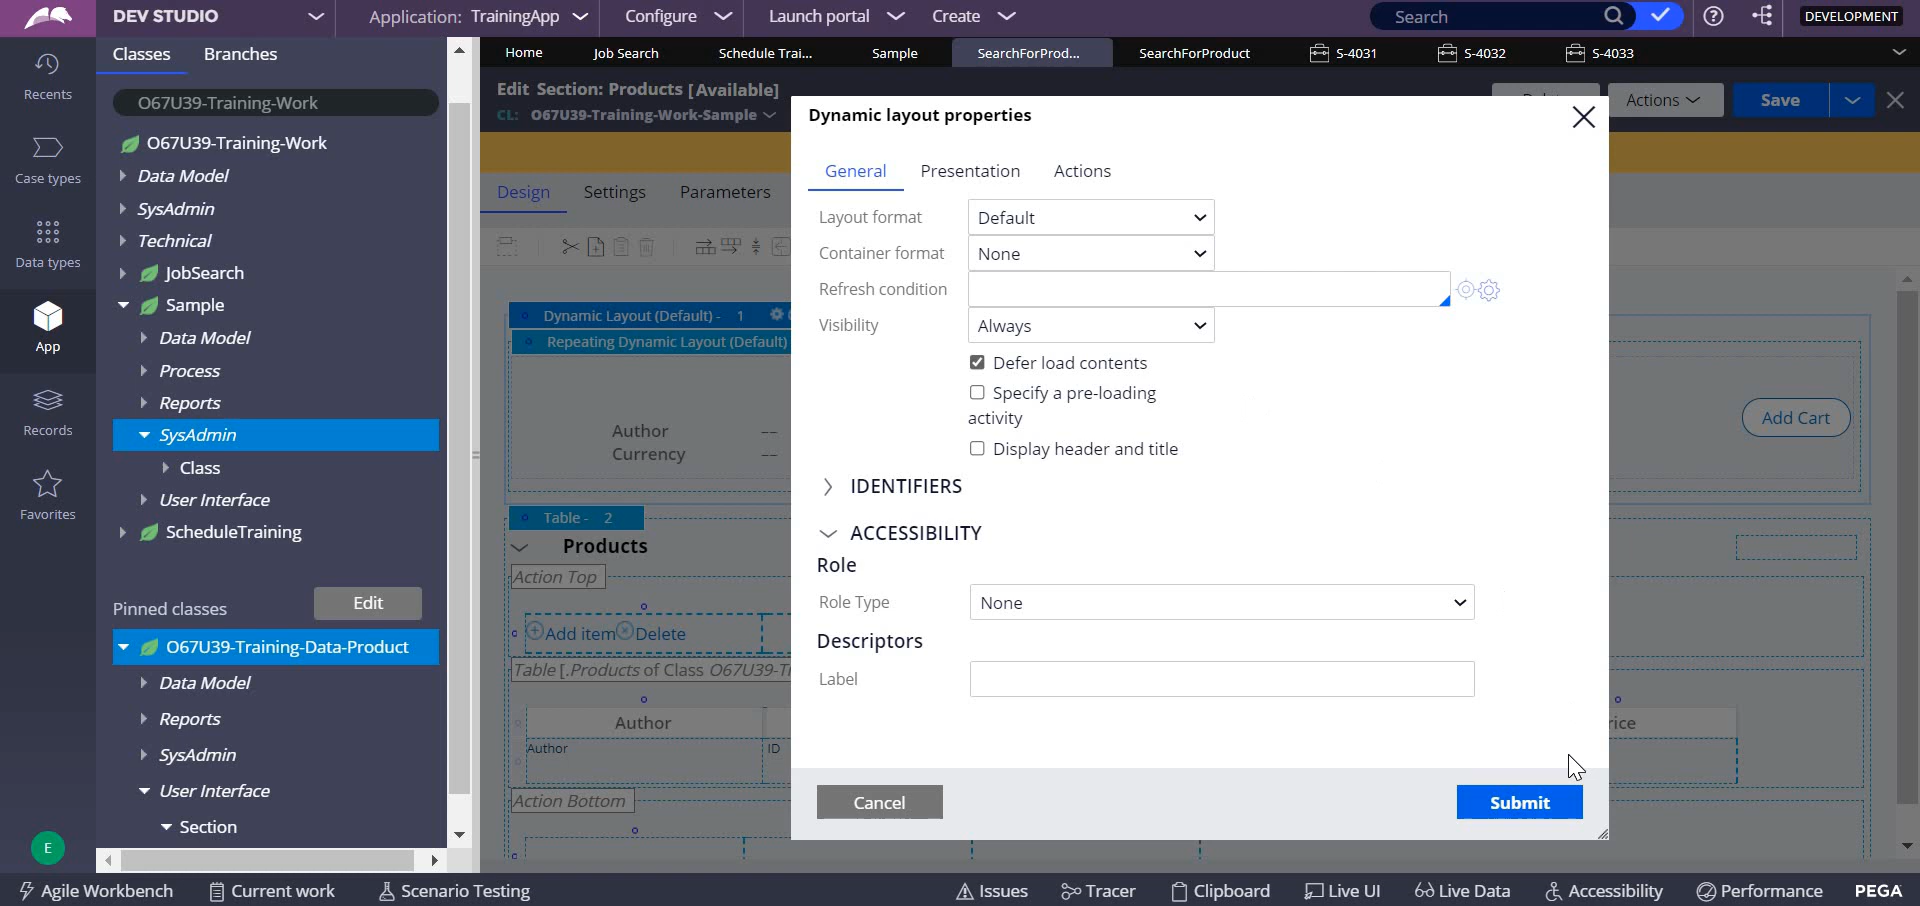 DEV STUDIO
Application: TrainingApp
Configure
Launch portal
Create
Search
DEVELOPMENT
Recents
Case types
Data types
App
Records
Favorites
E
Classes
Branches
O67U39-Training-Work
O67U39-Training-Work
Data Model
SysAdmin
Technical
JobSearch
Sample
Data Model
Process
Reports
SysAdmin
Class
User Interface
ScheduleTraining
Pinned classes
Edit
O67U39-Training-Data-Product
Data Model
Reports
SysAdmin
User Interface
Section
Home
Job Search
Schedule Trai...
Sample
SearchForProd...
SearchForProduct
S-4031
S-4032
S-4033
Edit Section: Products [Available]
CL: O67U39-Training-Work-Sample
Actions
Save
Design
Settings
Parameters
Dynamic Layout (Default) - 1
Repeating Dynamic Layout (Default)
Author --
Currency --
Add Cart
Table - 2
Products
Action Top
Add item
Delete
Table [.Products of Class O67U39-T
Author
rice
Author
ID
Action Bottom
Dynamic layout properties
General
Presentation
Actions
Layout format
Default
Container format
None
Refresh condition
Visibility
Always
Defer load contents
Specify a pre-loading
activity
Display header and title
IDENTIFIERS
ACCESSIBILITY
Role
Role Type
None
Descriptors
Label
Cancel
Submit
Agile Workbench
Current work
Scenario Testing
Issues
Tracer
Clipboard
Live UI
Live Data
Accessibility
Performance
PEGA